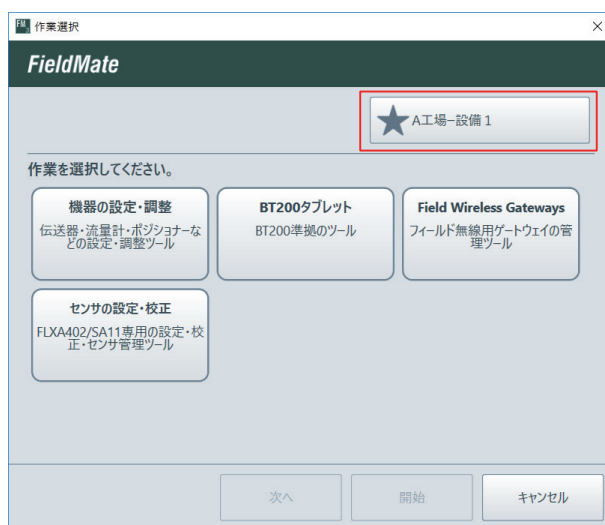 FM 作業選択
FieldMate
A工場-設備 1
作業を選択してください。
機器の設定・調整
伝送器・流量計・ポジショナーな
どの設定・調整ツール
BT200タブレット
BT200準拠のツール
Field Wireless Gateways
フィールド無線用ゲートウェイの管
理ツール
センサの設定・校正
FLXA402/SA11専用の設定・校
正・センサ管理ツール
次へ
開始
キャンセル